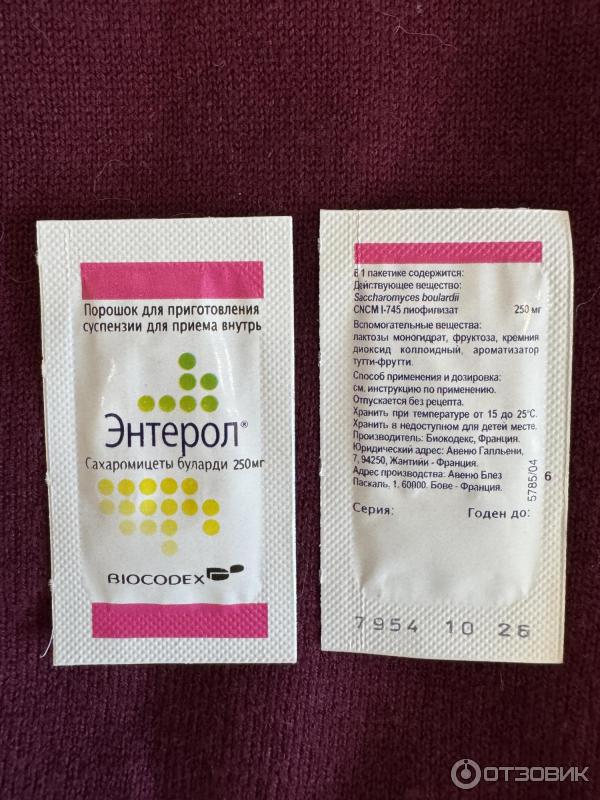 Порошок для приготовления
суспензии для приема внутрь
Энтерол®
Сахаромицеты буларди 250мг
BIOCODEX
В 1 пакетике содержится:
Действующее вещество:
Saccharomyces boulardii
CNCM I-745 лиофилизат 250 мг
Вспомогательные вещества:
лактозы моногидрат, фруктоза, кремния
диоксид коллоидный, ароматизатор
тутти-фрутти.
Способ применения и дозировка:
см. инструкцию по применению.
Отпускается без рецепта.
Хранить при температуре от 15 до 25°C.
Хранить в недоступном для детей месте.
Производитель: Биокодекс, Франция.
Юридический адрес: Авеню Галльени,
7, 94250, Жантийи - Франция.
Адрес производства: Авеню Блез
Паскаль, 1, 60000, Бове - Франция.
5785/04
6
Серия: Годен до:
7954 10 26
ОТЗОВИК